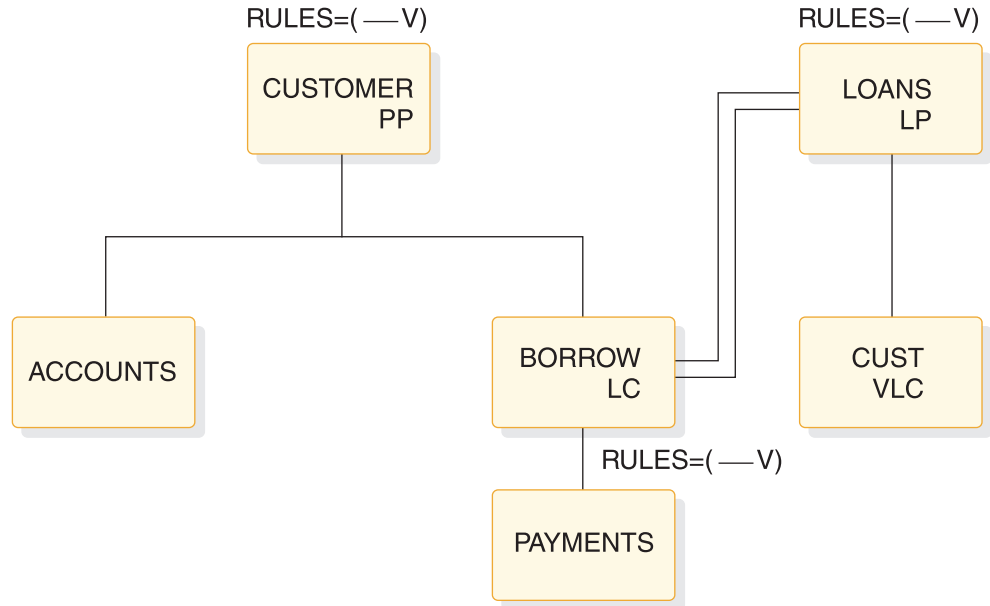 RULES=( — V)
RULES=( — V)
CUSTOMER
PP
LOANS
LP
ACCOUNTS
BORROW
LC
CUST
VLC
RULES=( — V)
PAYMENTS